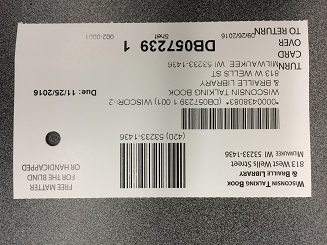 WISCONSIN TALKING BOOK
& BRAILLE LIBRARY
813 West Wells Street
MILWAUKEE WI 53233-1436
FREE MATTER
FOR THE BLIND
OR HANDICAPPED
(420) 53233-1436
*0000433863* (DB057239 1 001) WISCOR-2
WISCONSIN TALKING BOOK
& BRAILLE LIBRARY
813 W WELLS ST
MILWAUKEE WI 53233-1436
Due: 11/25/2016
TURN
CARD
OVER
TO RETURN
09/26/2016
DB057239 1
Shelf
002-0001